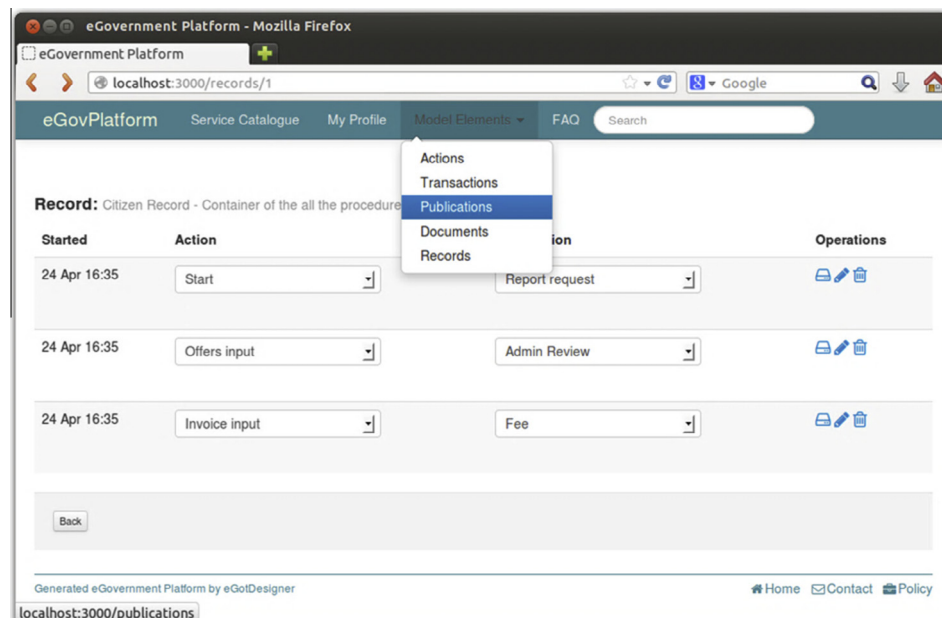 eGovernment Platform - Mozilla Firefox
eGovernment Platform
localhost:3000/records/1 Google
eGovPlatform Service Catalogue My Profile Model Elements FAQ Search
Actions
Transactions
Record: Citizen Record - Container of the all the procedure Publications
Documents
Started Action ion Operations
Records
24 Apr 16:35 Start Report request
24 Apr 16:35 Offers input Admin Review
24 Apr 16:35 Invoice input Fee
Back
Generated eGovernment Platform by eGotDesigner Home Contact Policy
localhost:3000/publications